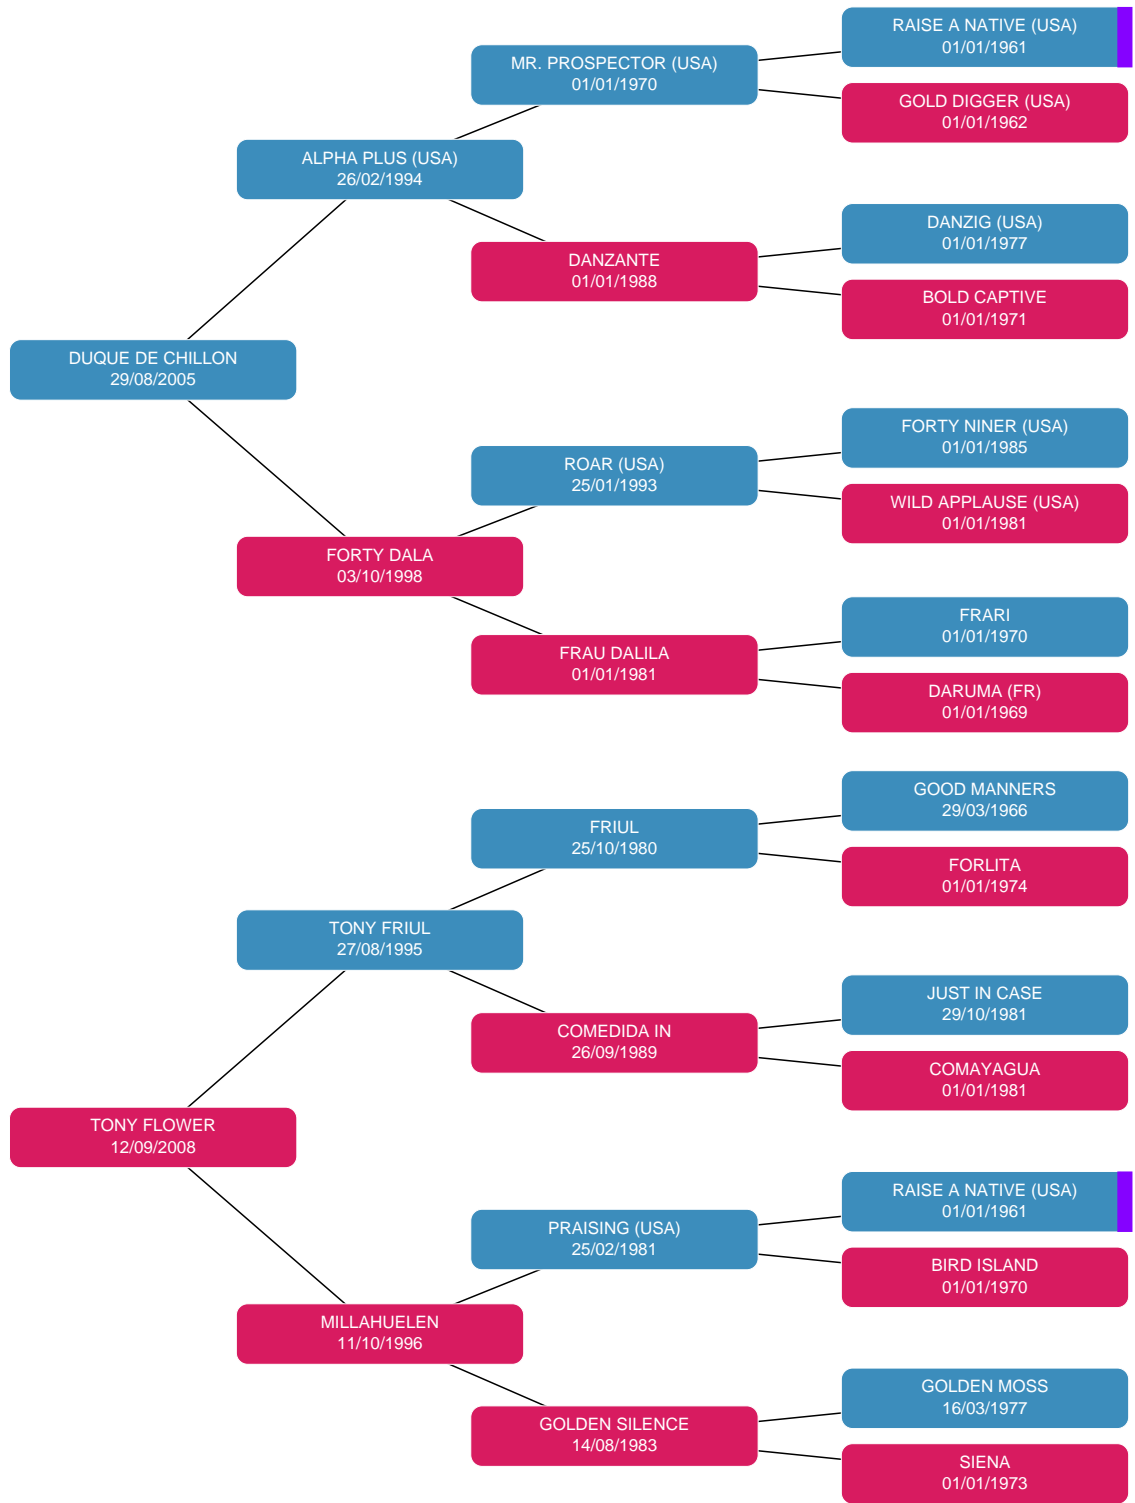 RAISE A NATIVE (USA)
01/01/1961
MR. PROSPECTOR (USA)
01/01/1970
GOLD DIGGER (USA)
01/01/1962
ALPHA PLUS (USA)
26/02/1994
DANZIG (USA)
01/01/1977
DANZANTE
01/01/1988
BOLD CAPTIVE
01/01/1971
DUQUE DE CHILLON
29/08/2005
FORTY NINER (USA)
01/01/1985
ROAR (USA)
25/01/1993
WILD APPLAUSE (USA)
01/01/1981
FORTY DALA
03/10/1998
FRARI
01/01/1970
FRAU DALILA
01/01/1981
DARUMA (FR)
01/01/1969
GOOD MANNERS
29/03/1966
FRIUL
25/10/1980
FORLITA
01/01/1974
TONY FRIUL
27/08/1995
JUST IN CASE
29/10/1981
COMEDIDA IN
26/09/1989
COMAYAGUA
01/01/1981
TONY FLOWER
12/09/2008
RAISE A NATIVE (USA)
01/01/1961
PRAISING (USA)
25/02/1981
BIRD ISLAND
01/01/1970
MILLAHUELEN
11/10/1996
GOLDEN MOSS
16/03/1977
GOLDEN SILENCE
14/08/1983
SIENA
01/01/1973